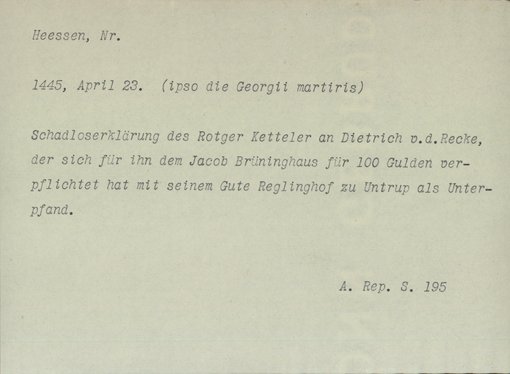 Heessen, Nr.
1445, April 23. (ipso die Georgii martiris)
Schadloserklärung des Rotger Ketteler an Dietrich v.d.Recke,
der sich für ihn dem Jacob Brüninghaus für 100 Gulden ver-
pflichtet hat mit seinem Gute Reglinghof zu Untrup als Unter-
pfand.
A. Rep. S. 195